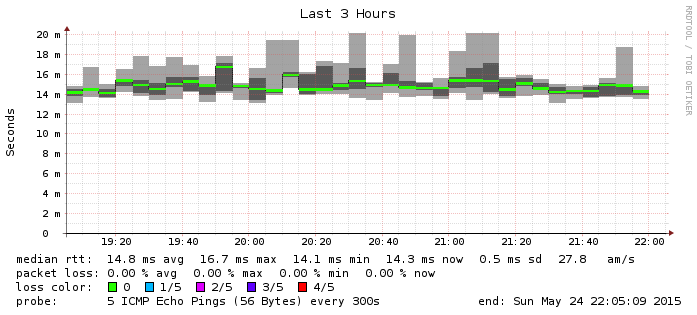 Last 3 Hours
RRDTOOL / TOBI OETIKER
Seconds
20 m
18 m
16 m
14 m
12 m
10 m
8 m
6 m
4 m
2 m
0
19:20 19:40 20:00 20:20 20:40 21:00 21:20 21:40 22:00
median rtt: 14.8 ms avg 16.7 ms max 14.1 ms min 14.3 ms now 0.5 ms sd 27.8 am/s
packet loss: 0.00 % avg 0.00 % max 0.00 % min 0.00 % now
loss color: 0 1/5 2/5 3/5 4/5
probe: 5 ICMP Echo Pings (56 Bytes) every 300s end: Sun May 24 22:05:09 2015